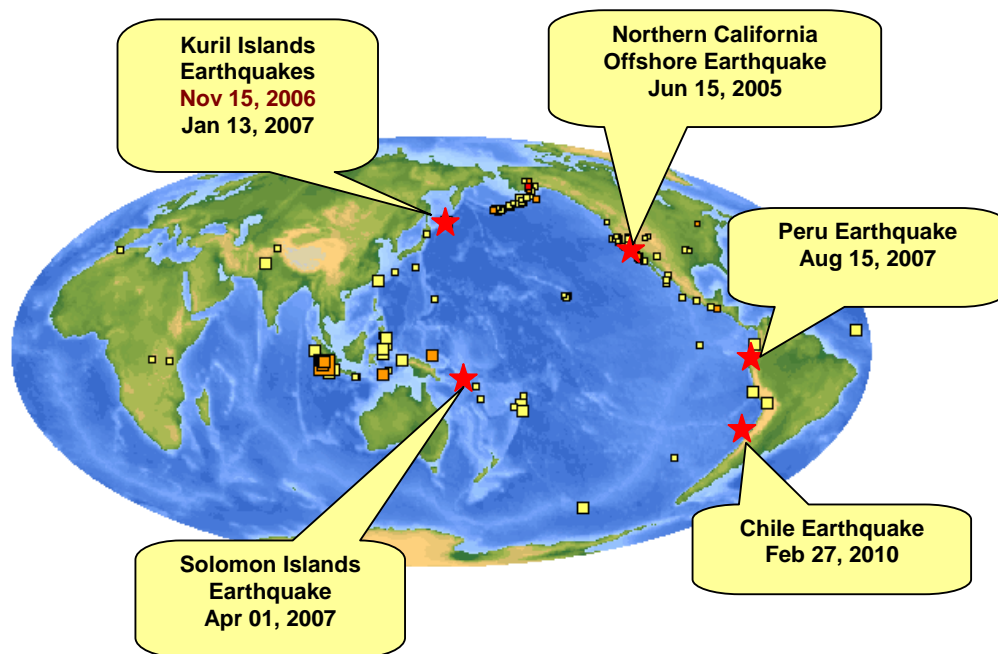 Kuril Islands
Earthquakes
Nov 15, 2006
Jan 13, 2007
Northern California
Offshore Earthquake
Jun 15, 2005
Peru Earthquake
Aug 15, 2007
Chile Earthquake
Feb 27, 2010
Solomon Islands
Earthquake
Apr 01, 2007